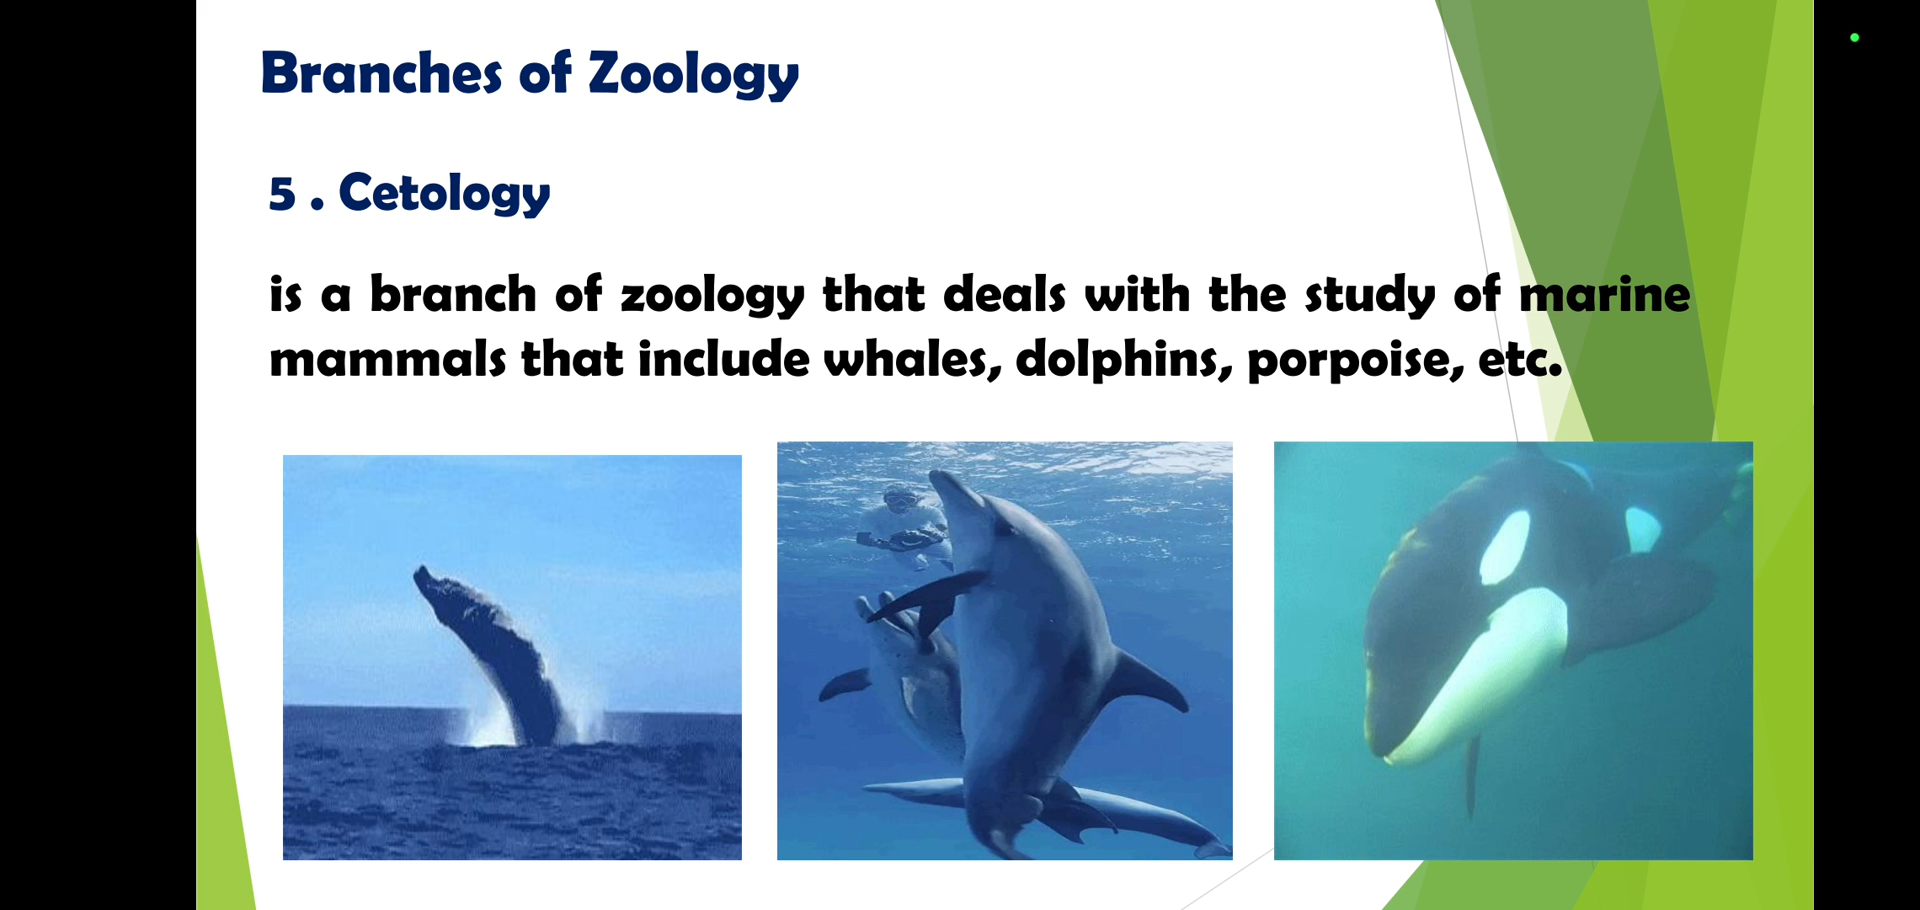 Branches of Zoology
5 . Cetology
is a branch of zoology that deals with the study of marine
mammals that include whales, dolphins, porpoise, etc.